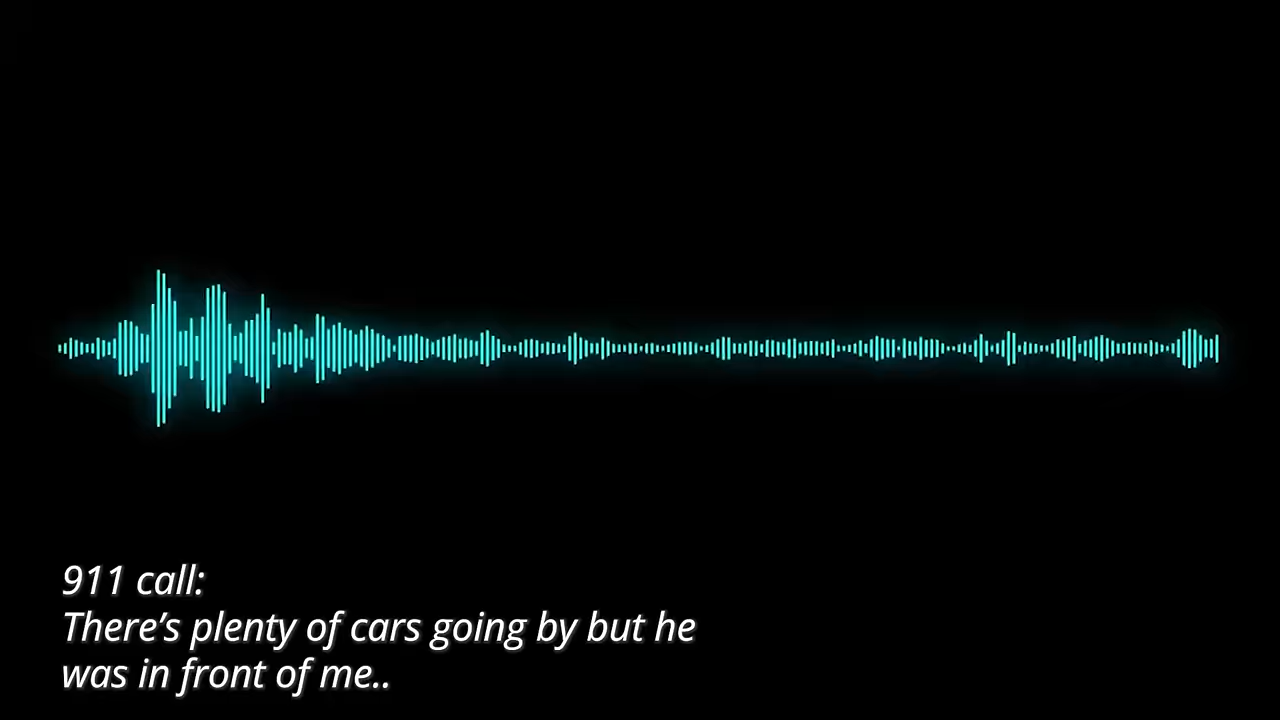 911 call:
There’s plenty of cars going by but he
was in front of me..